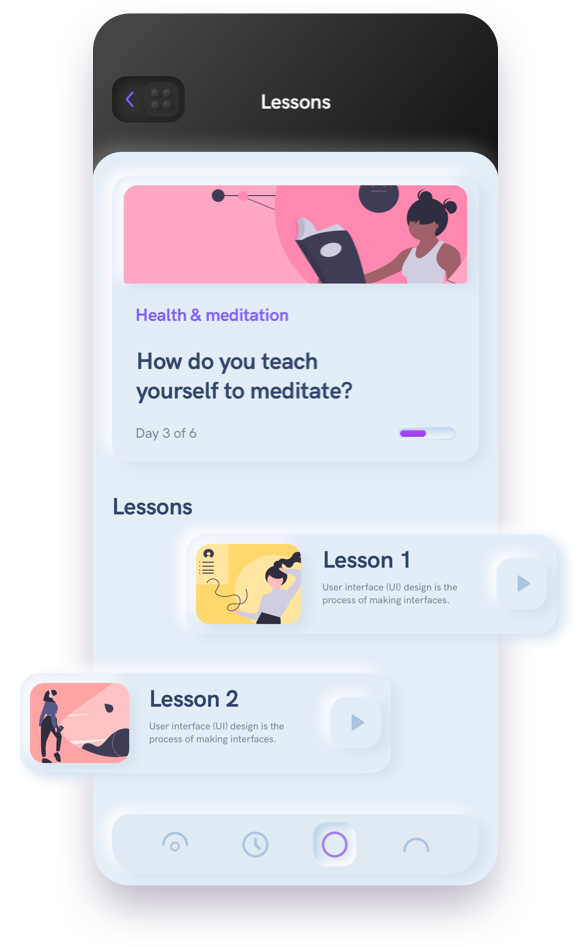 Lessons
Health & meditation
How do you teach
yourself to meditate?
Day 3 of 6
Lessons
Lesson 1
User interface (UI) design is the
process of making interfaces.
Lesson 2
User interface (UI) design is the
process of making interfaces.